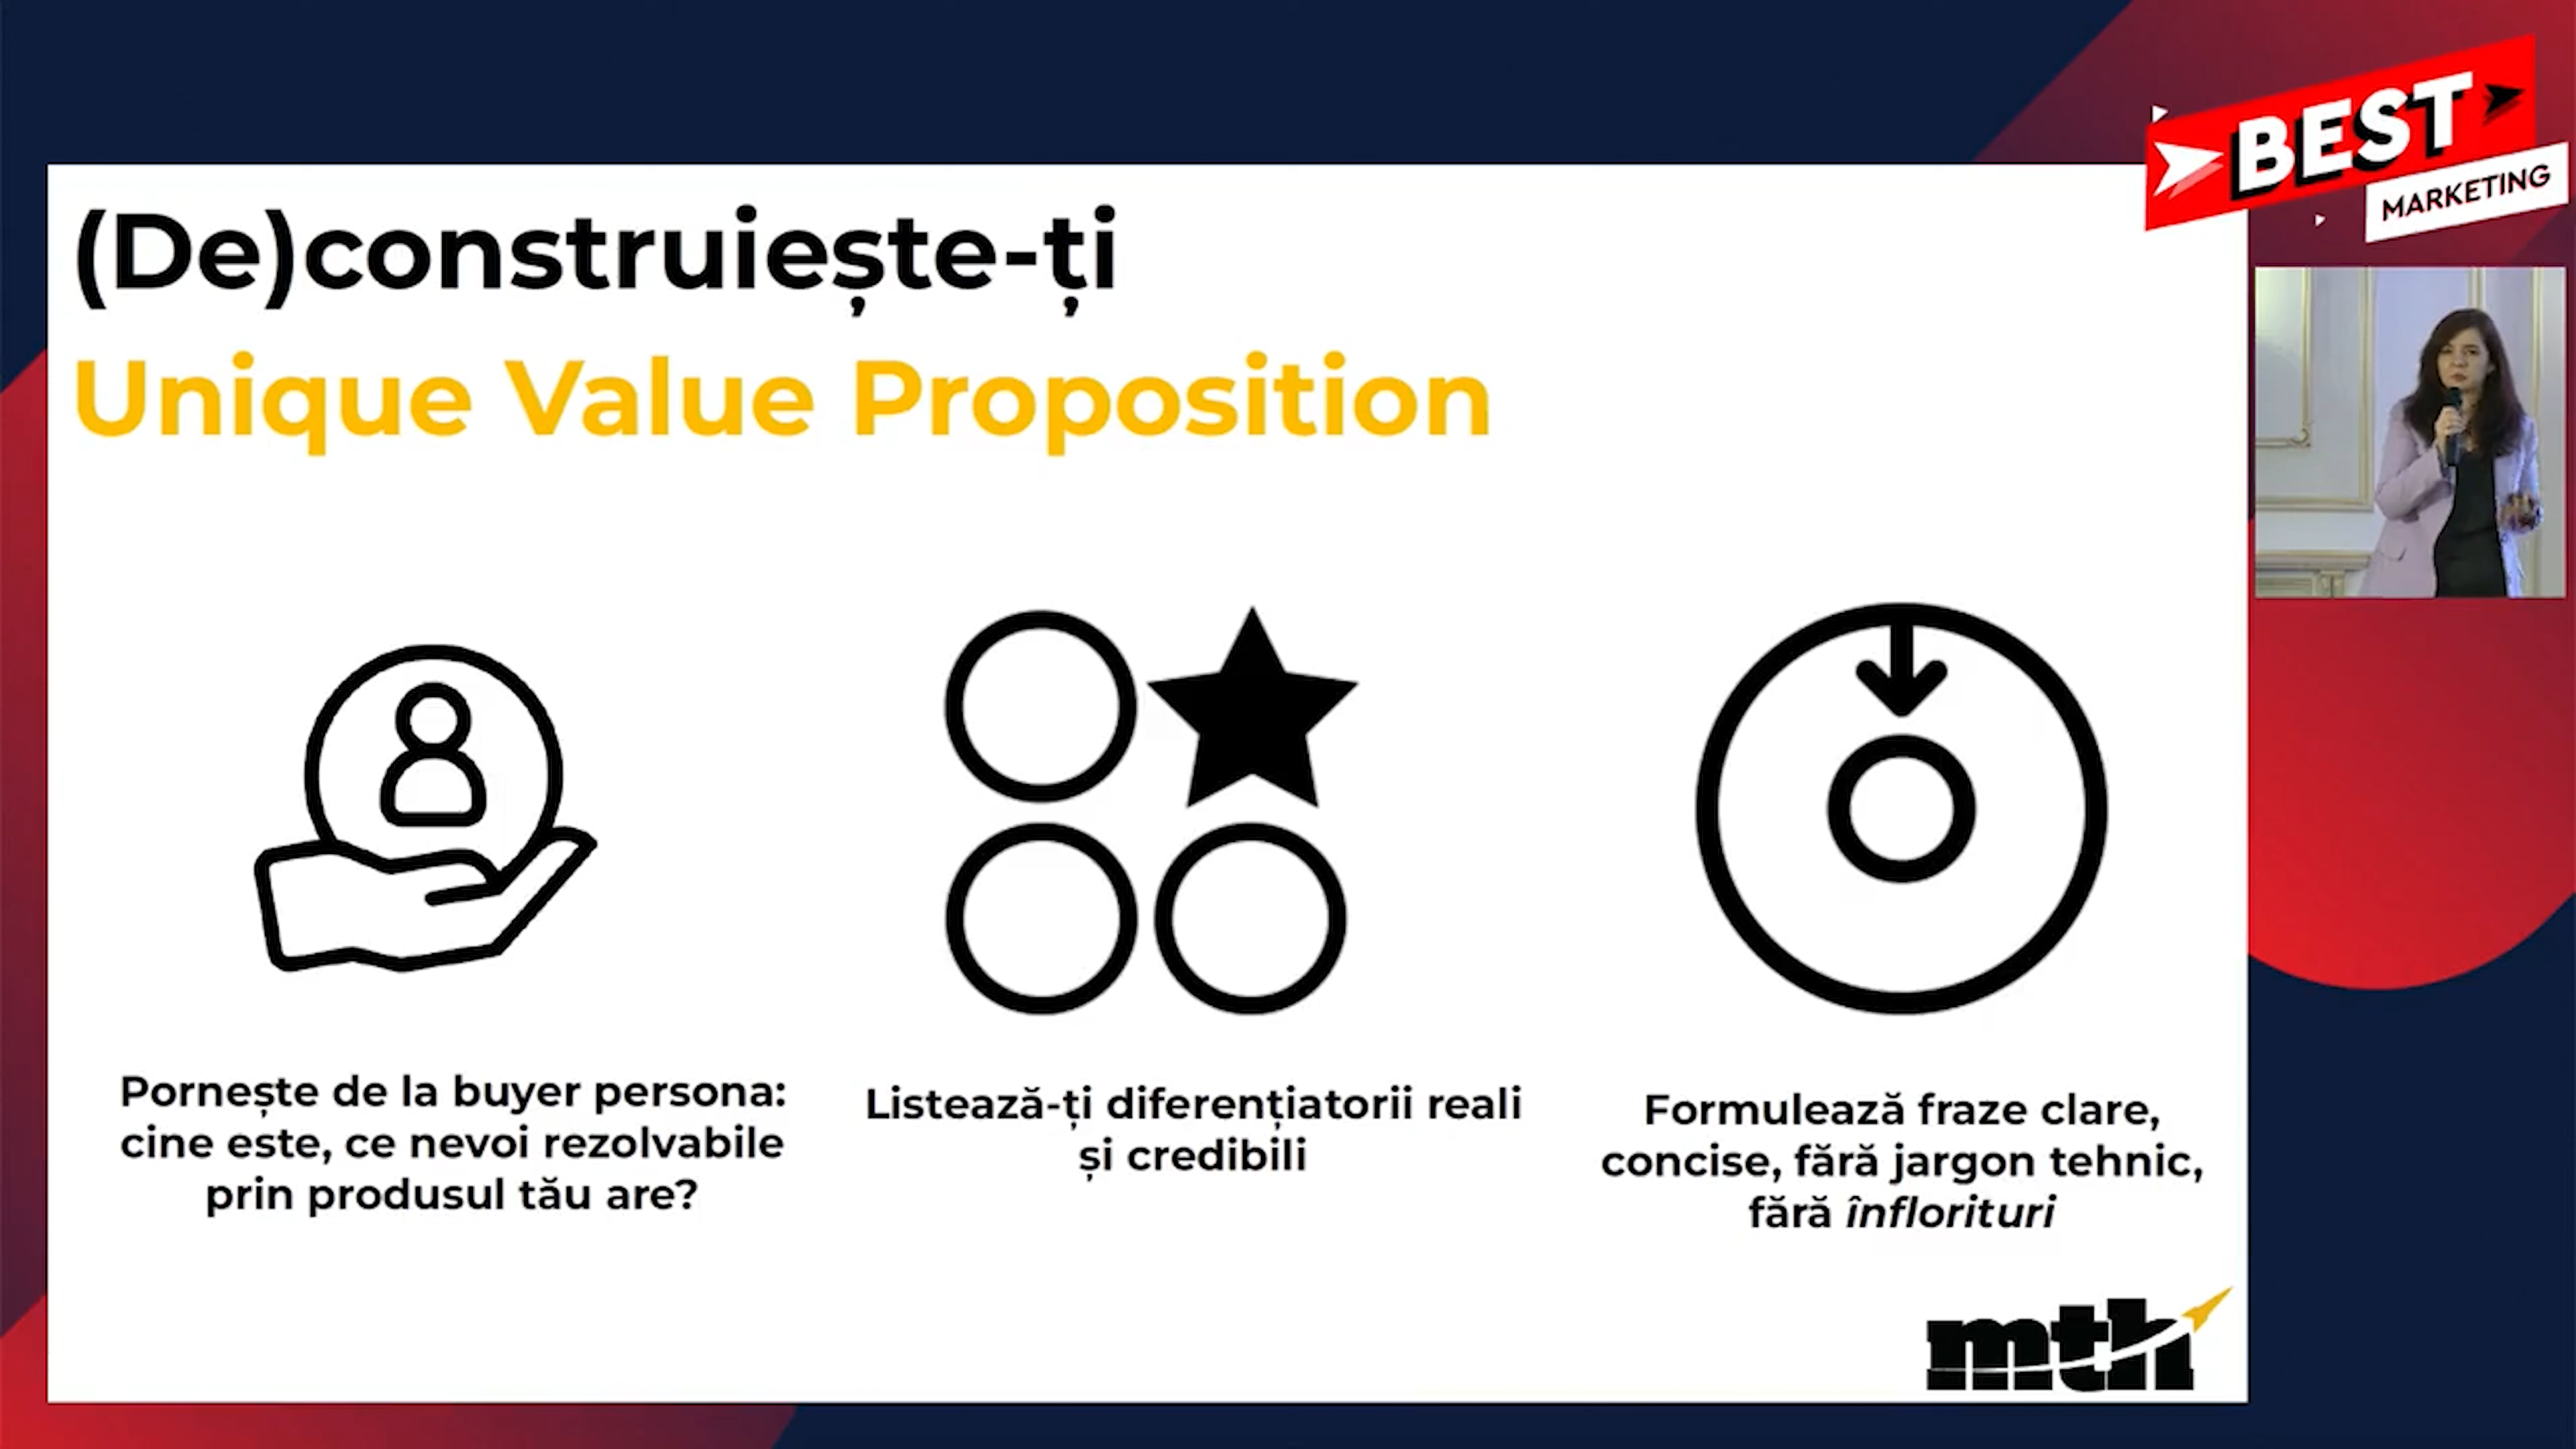 BEST
MARKETING
(De)construiește-ți
Unique Value Proposition
Pornește de la buyer persona:
cine este, ce nevoi rezolvabile
prin produsul tău are?
Listează-ți diferențiatorii reali
și credibili
Formulează fraze clare,
concise, fără jargon tehnic,
fără înflorituri
mth